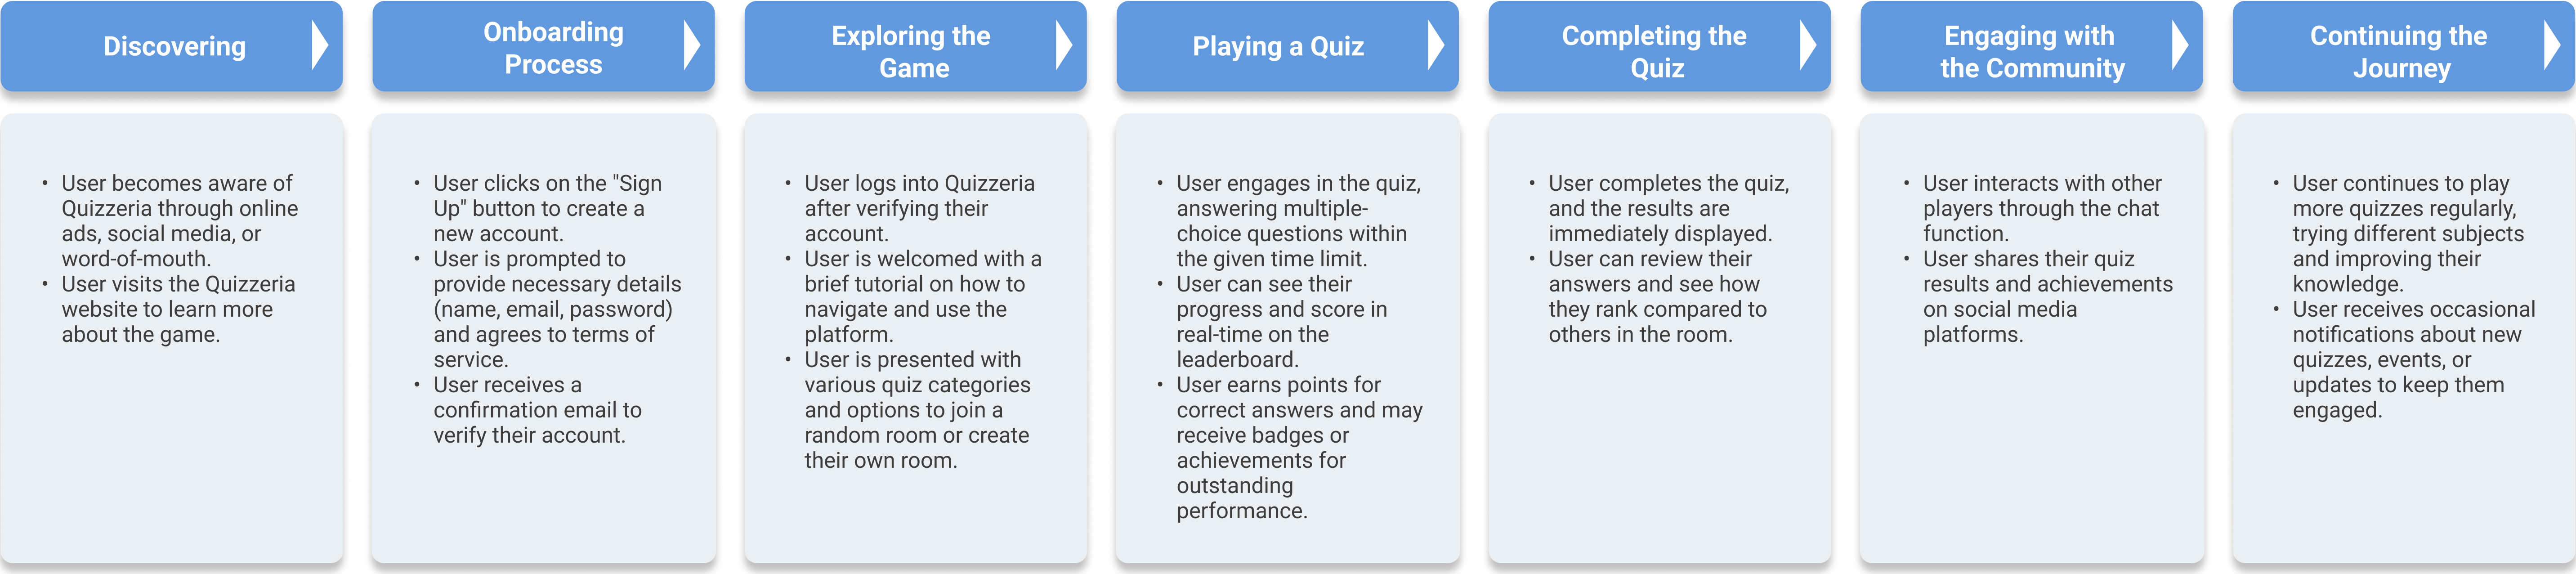 Discovering
• User becomes aware of
Quizzeria through online
ads, social media, or
word-of-mouth.
• User visits the Quizzeria
website to learn more
about the game.
Onboarding
Process
• User clicks on the "Sign
Up" button to create a
new account.
• User is prompted to
provide necessary details
(name, email, password)
and agrees to terms of
service.
• User receives a
confirmation email to
verify their account.
Exploring the
Game
• User logs into Quizzeria
after verifying their
account.
• User is welcomed with a
brief tutorial on how to
navigate and use the
platform.
• User is presented with
various quiz categories
and options to join a
random room or create
their own room.
Playing a Quiz
• User engages in the quiz,
answering multiple-
choice questions within
the given time limit.
• User can see their
progress and score in
real-time on the
leaderboard.
• User earns points for
correct answers and may
receive badges or
achievements for
outstanding
performance.
Completing the
Quiz
• User completes the quiz,
and the results are
immediately displayed.
• User can review their
answers and see how
they rank compared to
others in the room.
Engaging with
the Community
• User interacts with other
players through the chat
function.
• User shares their quiz
results and achievements
on social media
platforms.
Continuing the
Journey
• User continues to play
more quizzes regularly,
trying different subjects
and improving their
knowledge.
• User receives occasional
notifications about new
quizzes, events, or
updates to keep them
engaged.